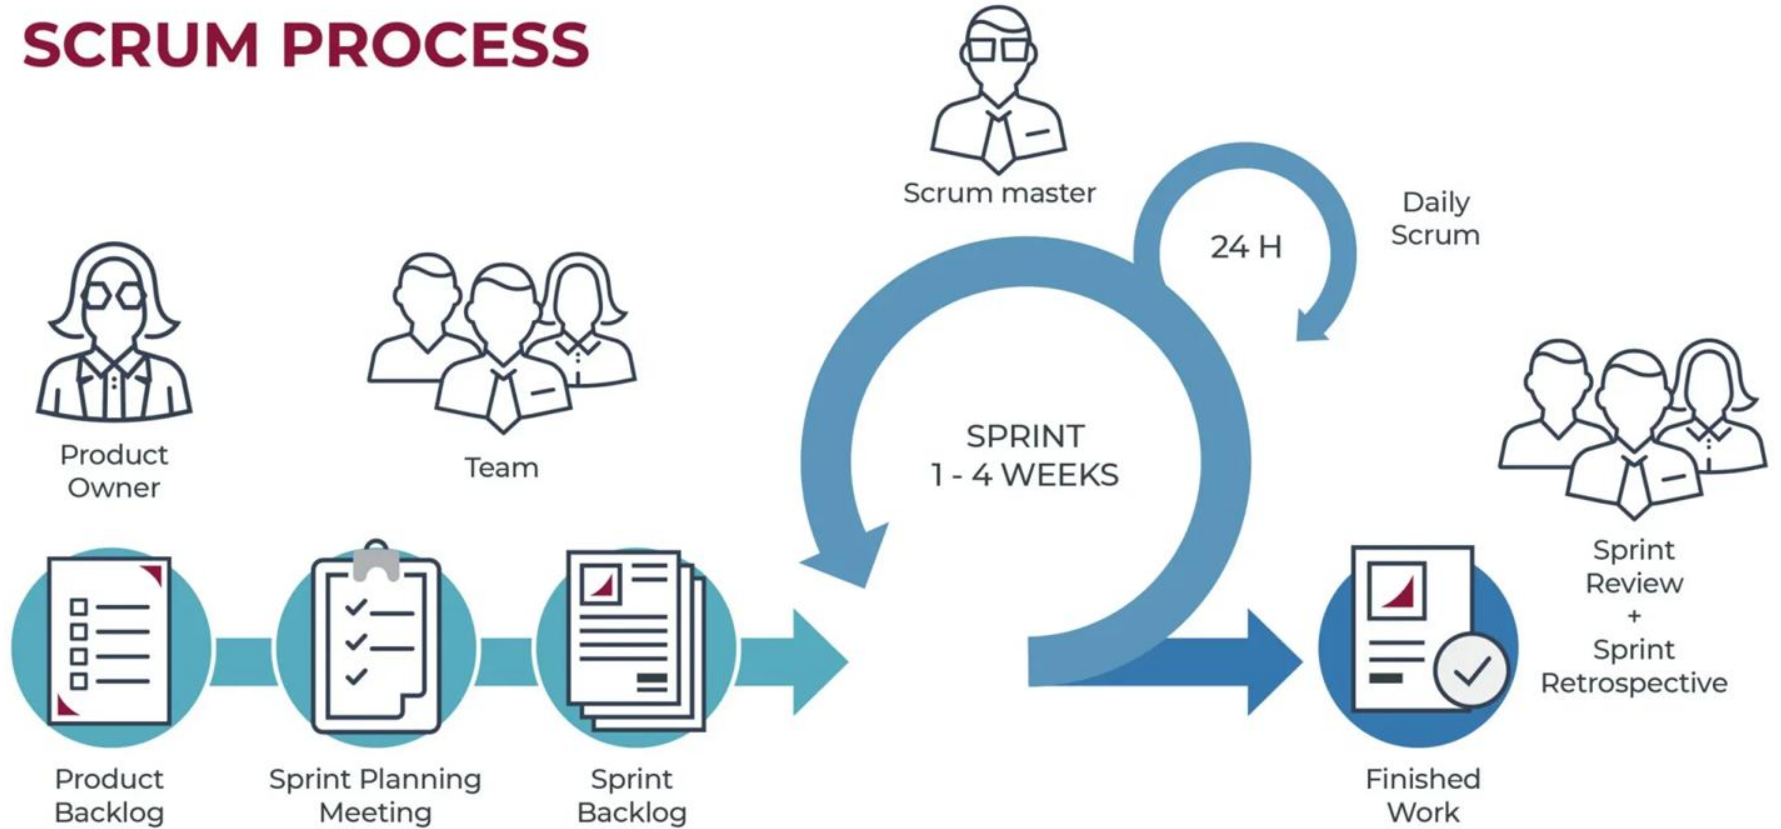 SCRUM PROCESS
Scrum master
Daily
Scrum
24 H
Product
Owner
Team
SPRINT
1 - 4 WEEKS
Sprint
Review
+
Sprint
Retrospective
Product
Backlog
Sprint Planning
Meeting
Sprint
Backlog
Finished
Work